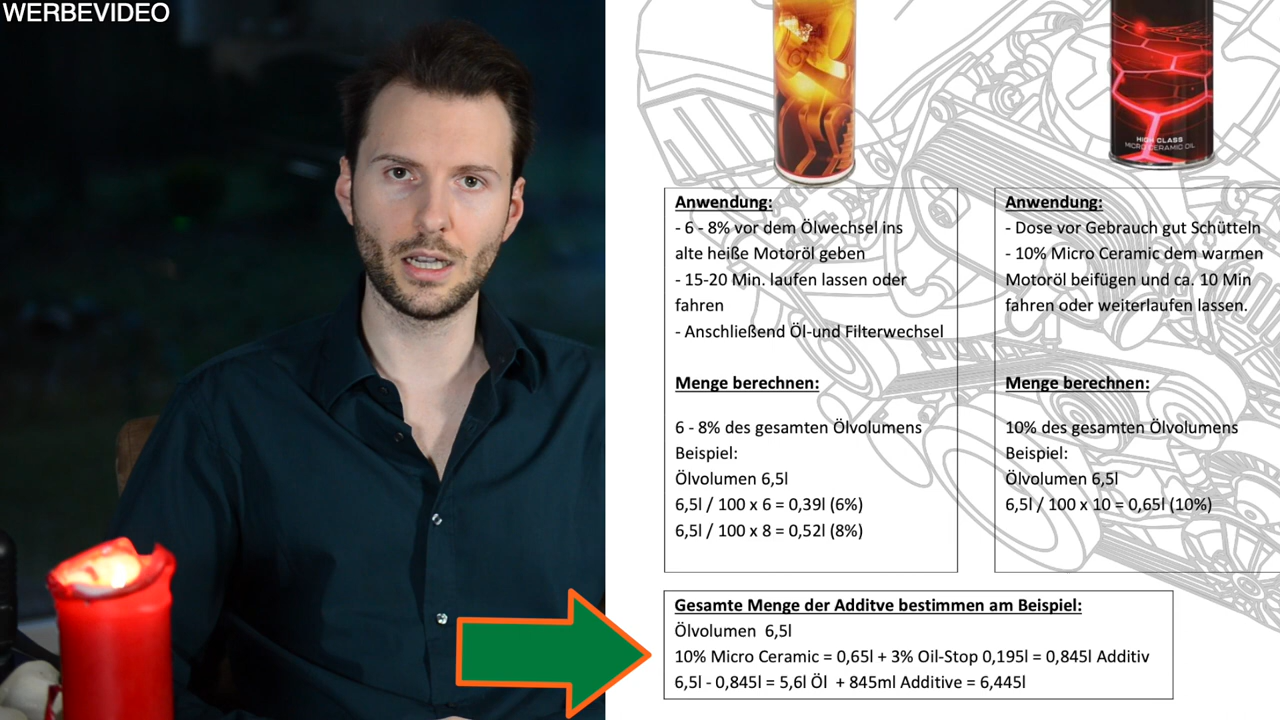 WERBEVIDEO
HIGH CLASS
MICRO CERAMIC OIL
Anwendung:
- 6 - 8% vor dem Ölwechsel ins
alte heiße Motoröl geben
- 15-20 Min. laufen lassen oder
fahren
- Anschließend Öl-und Filterwechsel
Menge berechnen:
6 - 8% des gesamten Ölvolumens
Beispiel:
Ölvolumen 6,5l
6,5l / 100 x 6 = 0,39l (6%)
6,5l / 100 x 8 = 0,52l (8%)
Anwendung:
- Dose vor Gebrauch gut Schütteln
- 10% Micro Ceramic dem warmen
Motoröl beifügen und ca. 10 Min
fahren oder weiterlaufen lassen.
Menge berechnen:
10% des gesamten Ölvolumens
Beispiel:
Ölvolumen 6,5l
6,5l / 100 x 10 = 0,65l (10%)
Gesamte Menge der Additve bestimmen am Beispiel:
Ölvolumen 6,5l
10% Micro Ceramic = 0,65l + 3% Oil-Stop 0,195l = 0,845l Additiv
6,5l - 0,845l = 5,6l Öl + 845ml Additive = 6,445l